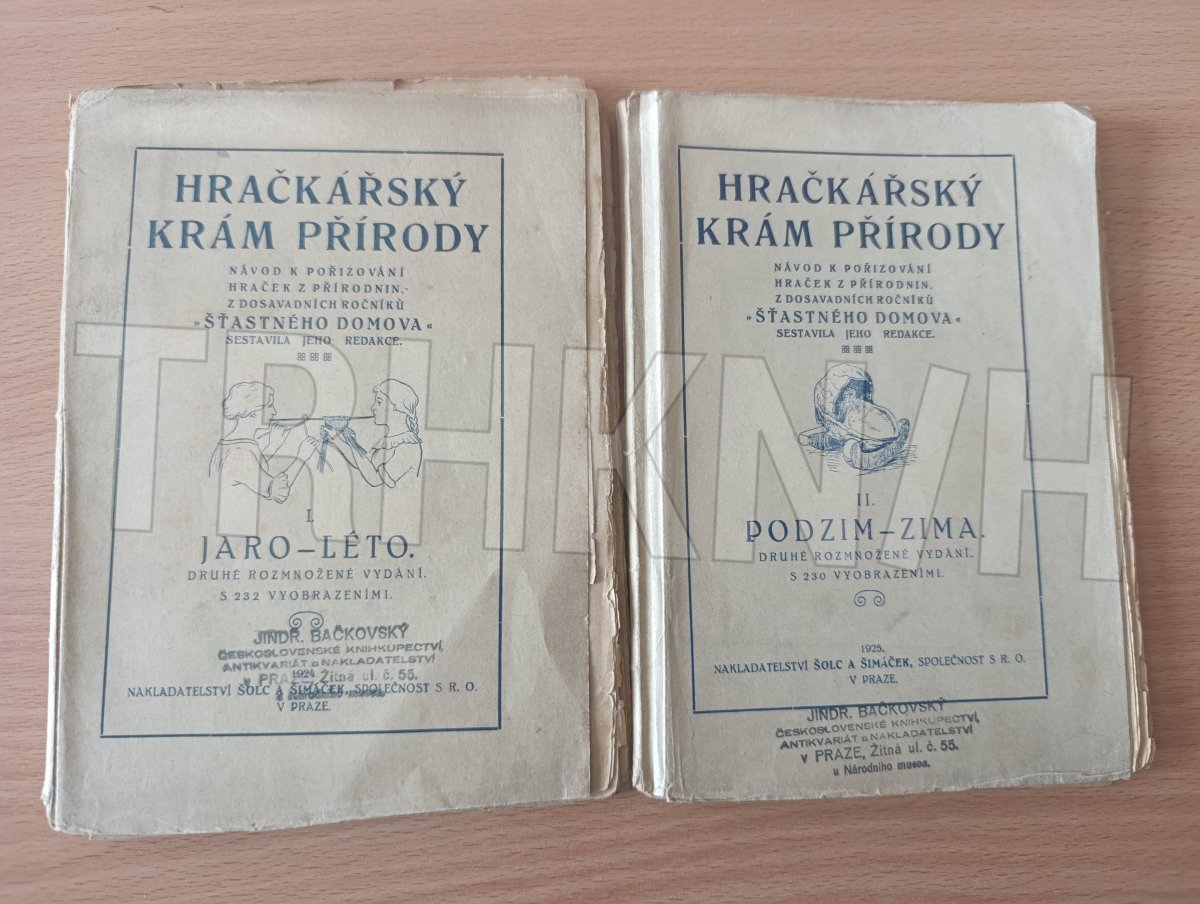 HRAČKÁŘSKÝ
KRÁM PŘÍRODY
NÁVOD K POŘIZOVÁNÍ
HRAČEK Z PŘÍRODNIN.
Z DOSAVADNÍCH ROČNÍKŮ
»ŠŤASTNÉHO DOMOVA«
SESTAVILA JEHO REDAKCE.
I.
JARO–LÉTO.
DRUHÉ ROZMNOŽENÉ VYDÁNÍ.
S 232 VYOBRAZENÍMI.
JINDŘ. BAČKOVSKÝ
ČESKOSLOVENSKÉ KNIHKUPECTVÍ,
ANTIKVARIÁT a NAKLADATELSTVÍ
v PRAZE, Žitná ul. č. 55.
1924
NAKLADATELSTVÍ ŠOLC A ŠIMÁČEK, SPOLEČNOST S R. O.
V PRAZE.
HRAČKÁŘSKÝ
KRÁM PŘÍRODY
NÁVOD K POŘIZOVÁNÍ
HRAČEK Z PŘÍRODNIN.
Z DOSAVADNÍCH ROČNÍKŮ
»ŠŤASTNÉHO DOMOVA«
SESTAVILA JEHO REDAKCE.
II.
PODZIM–ZIMA.
DRUHÉ ROZMNOŽENÉ VYDÁNÍ.
S 230 VYOBRAZENÍMI.
1925.
NAKLADATELSTVÍ ŠOLC A ŠIMÁČEK, SPOLEČNOST S R. O.
V PRAZE.
JINDŘ. BAČKOVSKÝ
ČESKOSLOVENSKÉ KNIHKUPECTVÍ,
ANTIKVARIÁT a NAKLADATELSTVÍ
v PRAZE, Žitná ul. č. 55.
u Národního musea.
TRHKNIH